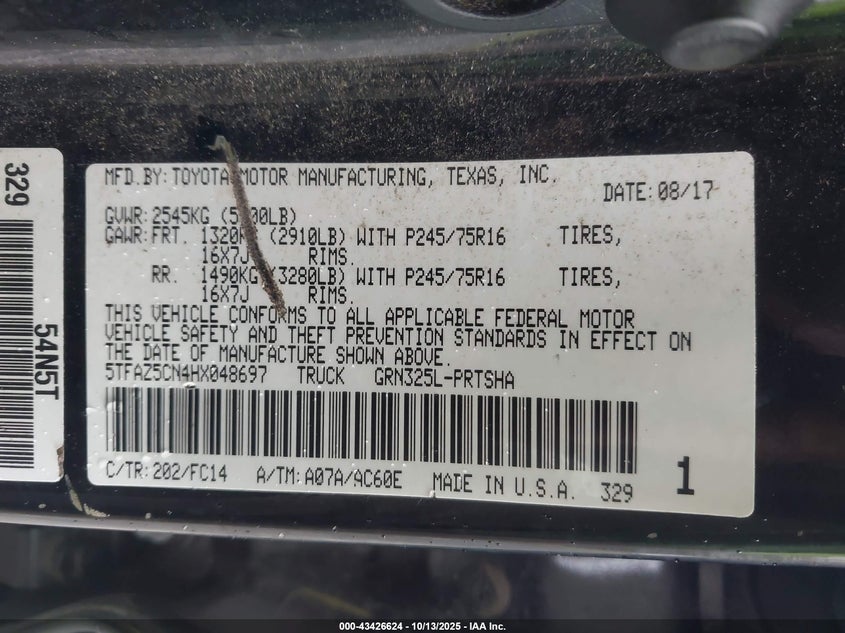 329
54N5T
MFD.BY:TOYOTA MOTOR MANUFACTURING, TEXAS, INC.
DATE:08/17
GVWR:2545KG (5 00LB)
GAWR:FRT. 1320 (2910LB) WITH P245/75R16 TIRES,
16X7J RIMS.
RR. 1490KG (3280LB) WITH P245/75R16 TIRES,
16X7J RIMS.
THIS VEHICLE CONFORMS TO ALL APPLICABLE FEDERAL MOTOR
VEHICLE SAFETY AND THEFT PREVENTION STANDARDS IN EFFECT ON
THE DATE OF MANUFACTURE SHOWN ABOVE.
5TFAZ5CN4HX048697 TRUCK GRN325L-PRTSHA
C/TR:202/FC14 A/TM:A07A/AC60E MADE IN U.S.A. 329 1
000-43426624 - 10/13/2025 - IAA Inc.